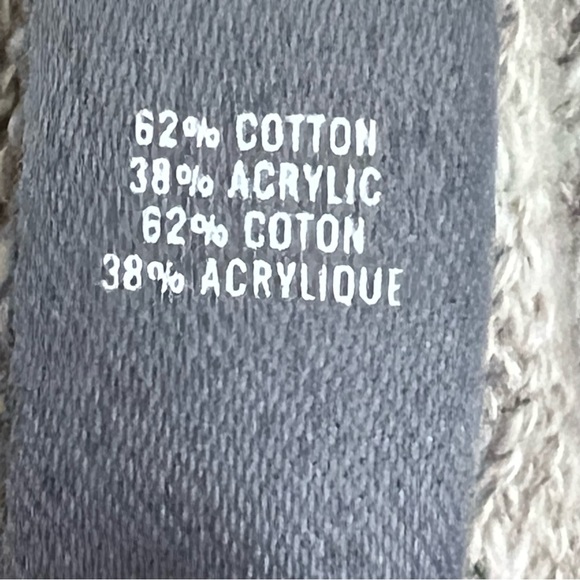 62% COTTON
38% ACRYLIC
62% COTON
38% ACRYLIQUE